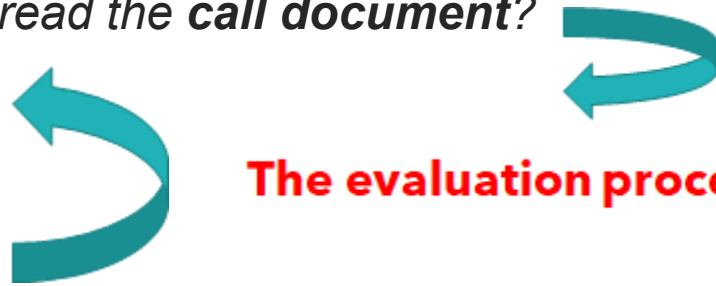 read the call document?
The evaluation proce